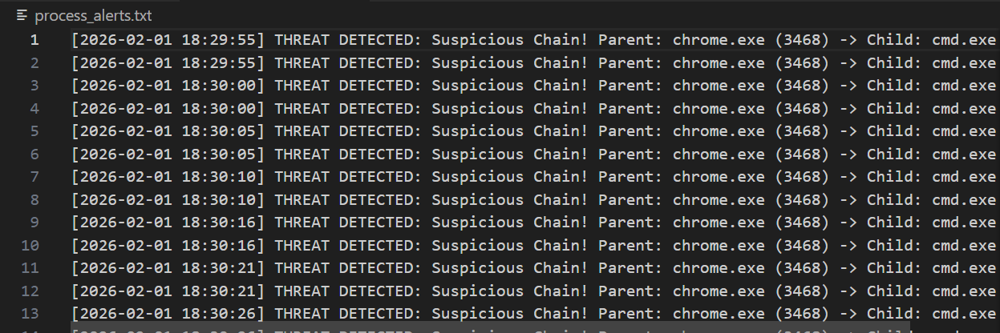 process_alerts.txt
1 [2026-02-01 18:29:55] THREAT DETECTED: Suspicious Chain! Parent: chrome.exe (3468) -> Child: cmd.exe
2 [2026-02-01 18:29:55] THREAT DETECTED: Suspicious Chain! Parent: chrome.exe (3468) -> Child: cmd.exe
3 [2026-02-01 18:30:00] THREAT DETECTED: Suspicious Chain! Parent: chrome.exe (3468) -> Child: cmd.exe
4 [2026-02-01 18:30:00] THREAT DETECTED: Suspicious Chain! Parent: chrome.exe (3468) -> Child: cmd.exe
5 [2026-02-01 18:30:05] THREAT DETECTED: Suspicious Chain! Parent: chrome.exe (3468) -> Child: cmd.exe
6 [2026-02-01 18:30:05] THREAT DETECTED: Suspicious Chain! Parent: chrome.exe (3468) -> Child: cmd.exe
7 [2026-02-01 18:30:10] THREAT DETECTED: Suspicious Chain! Parent: chrome.exe (3468) -> Child: cmd.exe
8 [2026-02-01 18:30:10] THREAT DETECTED: Suspicious Chain! Parent: chrome.exe (3468) -> Child: cmd.exe
9 [2026-02-01 18:30:16] THREAT DETECTED: Suspicious Chain! Parent: chrome.exe (3468) -> Child: cmd.exe
10 [2026-02-01 18:30:16] THREAT DETECTED: Suspicious Chain! Parent: chrome.exe (3468) -> Child: cmd.exe
11 [2026-02-01 18:30:21] THREAT DETECTED: Suspicious Chain! Parent: chrome.exe (3468) -> Child: cmd.exe
12 [2026-02-01 18:30:21] THREAT DETECTED: Suspicious Chain! Parent: chrome.exe (3468) -> Child: cmd.exe
13 [2026-02-01 18:30:26] THREAT DETECTED: Suspicious Chain! Parent: chrome.exe (3468) -> Child: cmd.exe